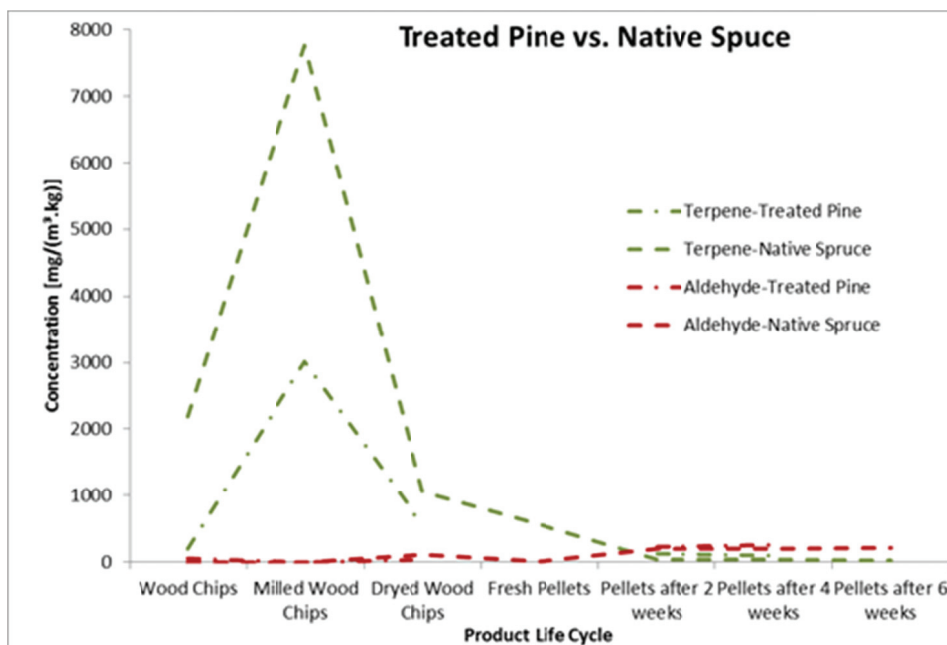 Treated Pine vs. Native Spuce
8000
7000
6000
5000
4000
3000
2000
1000
0
Concentration [mg/(m³.kg)]
Terpene-Treated Pine
Terpene-Native Spruce
Aldehyde-Treated Pine
Aldehyde-Native Spruce
Wood Chips
Milled Wood
Chips
Dryed Wood
Chips
Fresh Pellets
Pellets after 2
weeks
Pellets after 4
weeks
Pellets after 6
weeks
Product Life Cycle